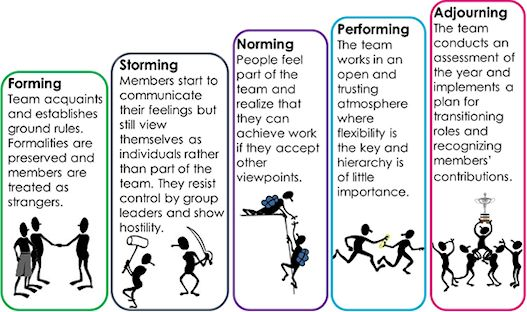 Forming
Team acquaints
and establishes
ground rules.
Formalities are
preserved and
members are
treated as
strangers.
Storming
Members start to
communicate
their feelings but
still view
themselves as
individuals rather
than part of the
team. They resist
control by group
leaders and show
hostility.
Norming
People feel
part of the
team and
realize that
they can
achieve work
if they accept
other
viewpoints.
Performing
The team
works in an
open and
trusting
atmosphere
where
flexibility is
the key and
hierarchy is
of little
importance.
Adjourning
The team
conducts an
assessment of
the year and
implements a
plan for
transitioning
roles and
recognizing
members'
contributions.